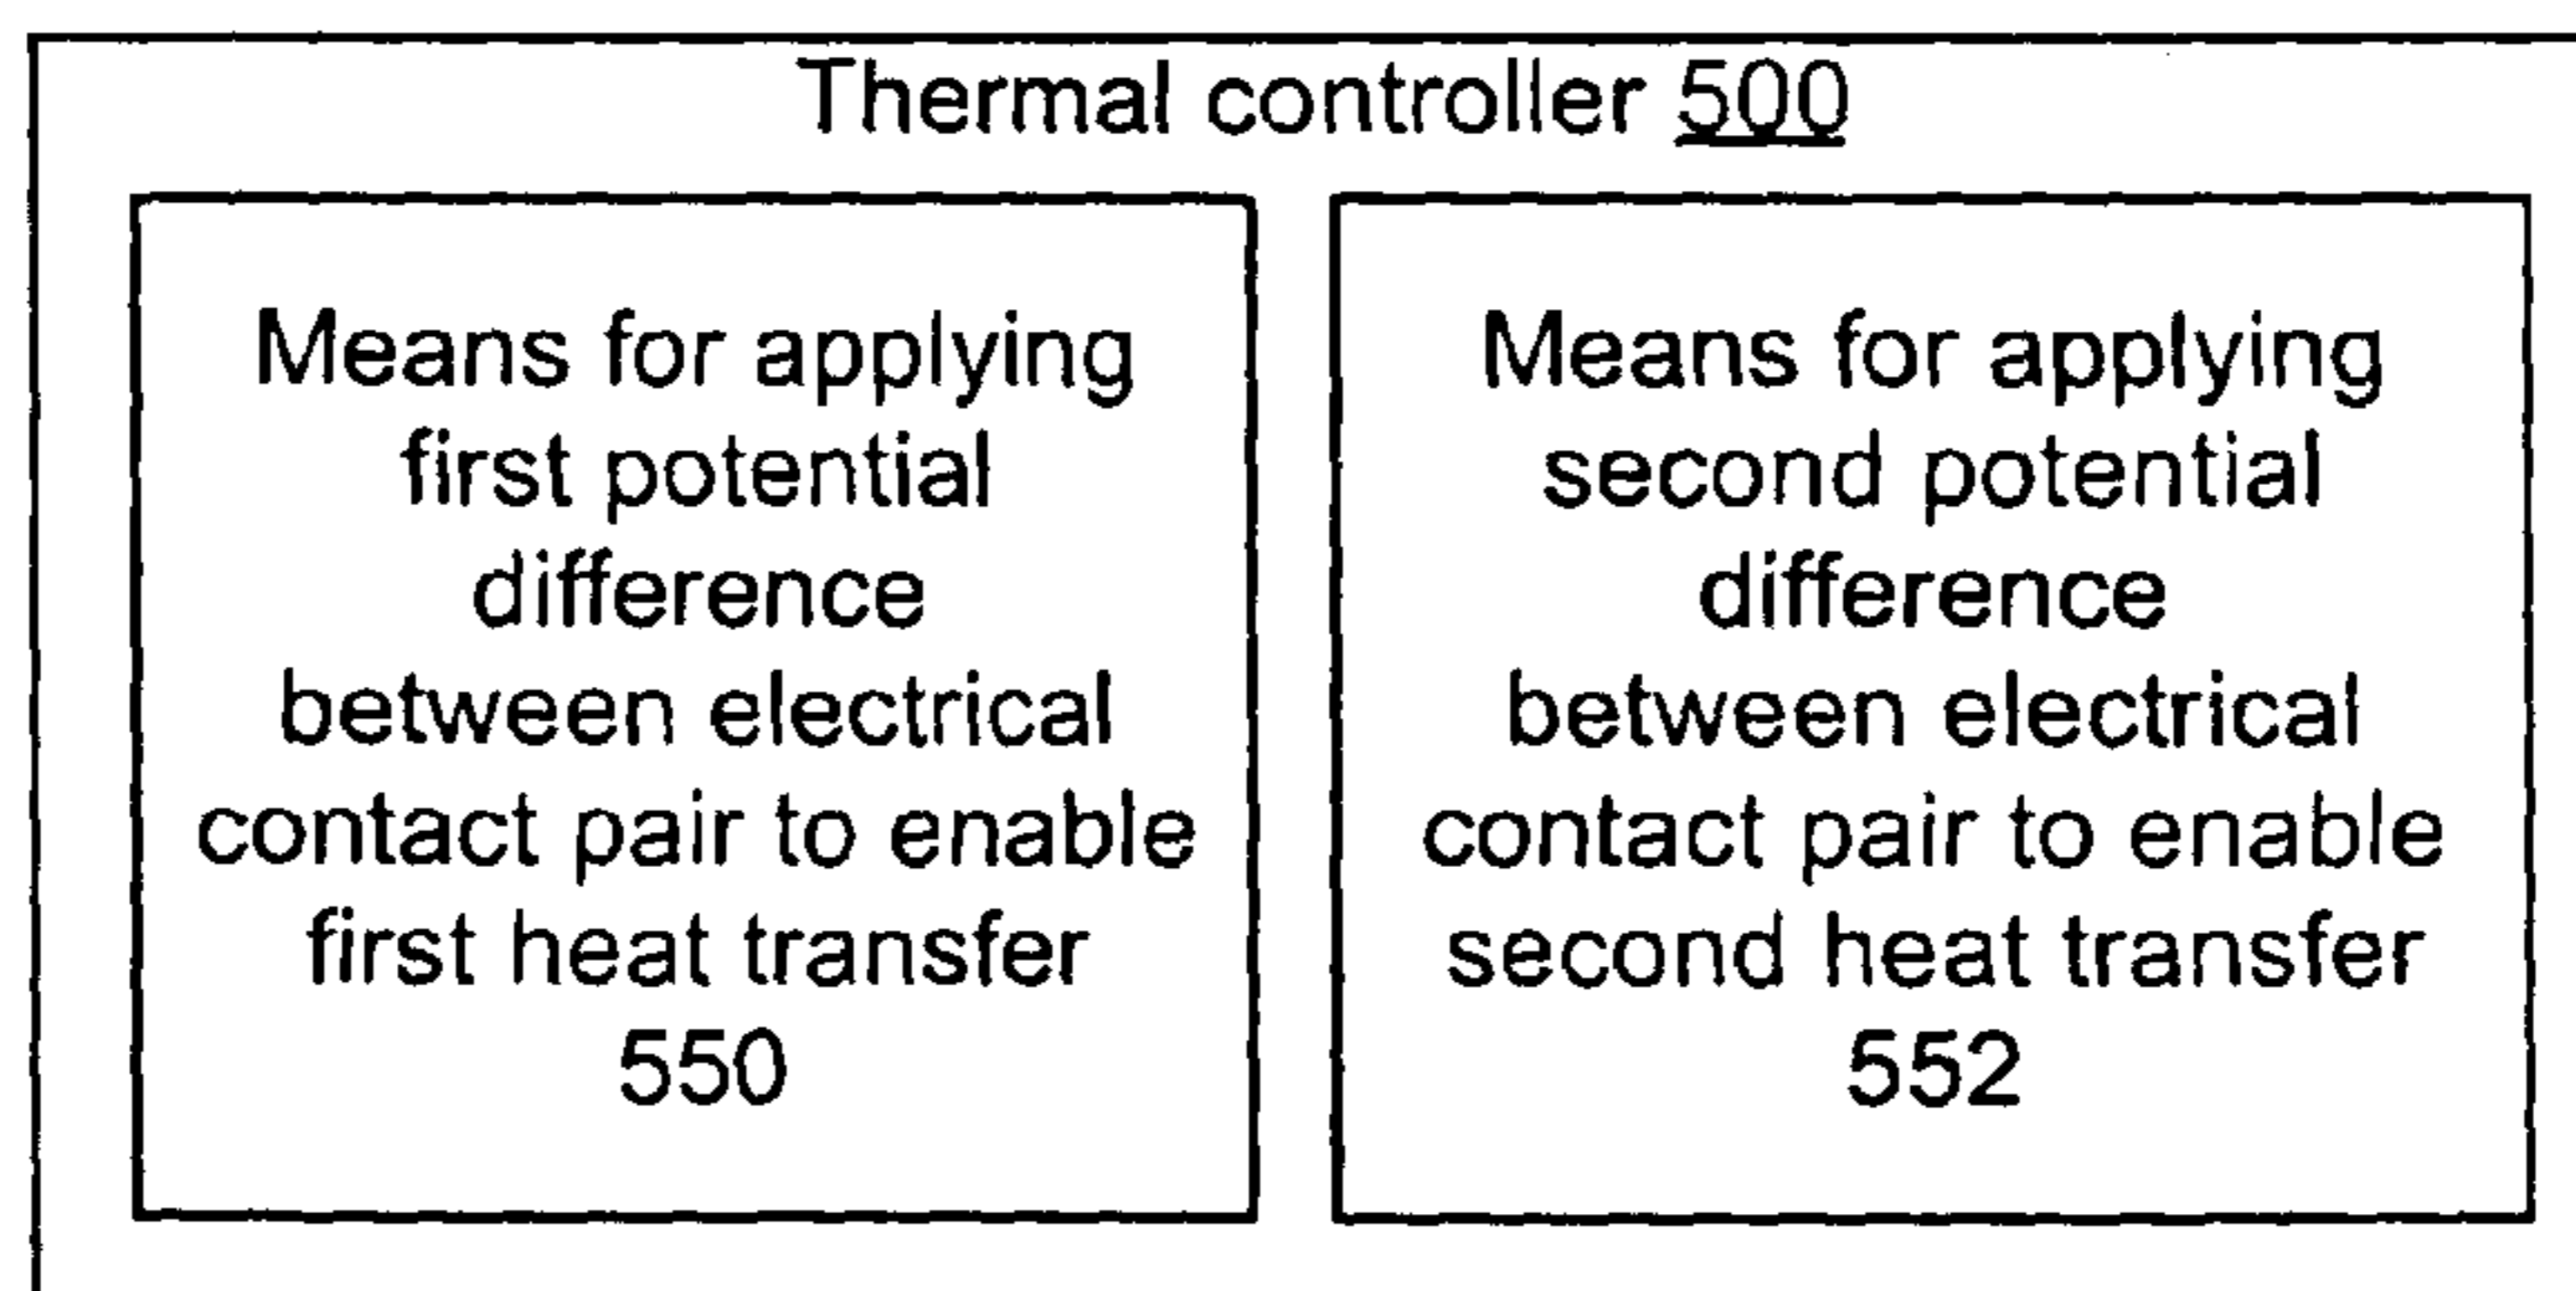 Thermal controller 500
Means for applying
first potential
difference
between electrical
contact pair to enable
first heat transfer
550
Means for applying
second potential
difference
between electrical
contact pair to enable
second heat transfer
552